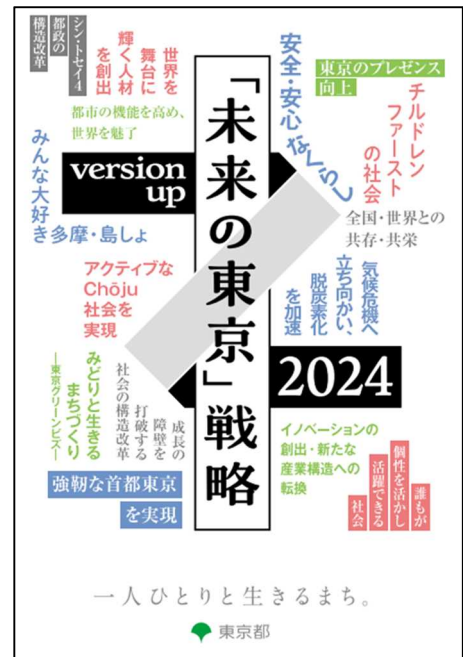 シン・トセイ4
都政の
構造改革
世界を
舞台に
輝く人材
を創出
都市の機能を高め、
世界を魅了
安全・安心なくらし
東京のプレゼンス
向上
チルドレン
ファースト
の社会
みんな大好
き多摩・島しょ
version
up
「未来の東京」戦略
全国・世界との
共存・共栄
アクティブな
Chōju
社会を
実現
気候危機へ
立ち向かい、
脱炭素化
を加速
2024
みどりと生きる
まちづくり
―東京グリーンビズ―
成長の
障壁を
打破する
社会の構造改革
強靭な首都東京
を実現
イノベーションの
創出・新たな
産業構造への
転換
誰もが
個性を活かし
活躍できる
社会
一人ひとりと生きるまち。
東京都